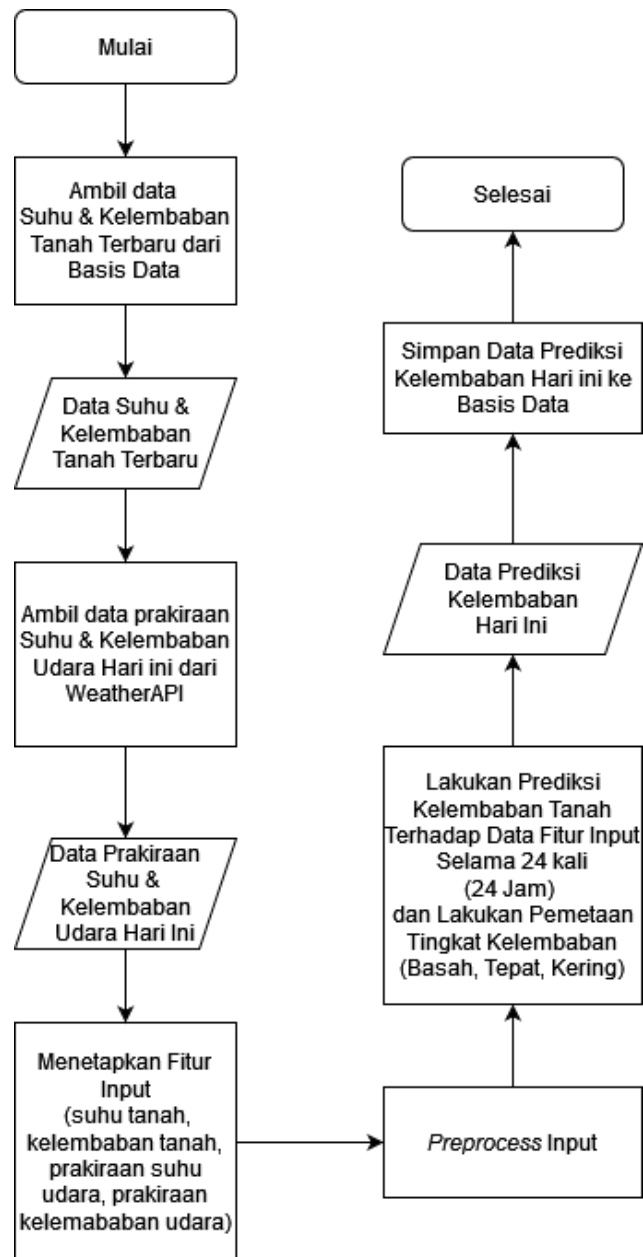 Mulai
Ambil data
Suhu & Kelembaban
Tanah Terbaru dari
Basis Data
Data Suhu &
Kelembaban
Tanah Terbaru
Ambil data prakiraan
Suhu & Kelembaban
Udara Hari ini dari
WeatherAPI
Data Prakiraan
Suhu &
Kelembaban
Udara Hari Ini
Menetapkan Fitur
Input
(suhu tanah,
kelembaban tanah,
prakiraan suhu
udara, prakiraan
kelemababan udara)
Preprocess Input
Lakukan Prediksi
Kelembaban Tanah
Terhadap Data Fitur Input
Selama 24 kali
(24 Jam)
dan Lakukan Pemetaan
Tingkat Kelembaban
(Basah, Tepat, Kering)
Data Prediksi
Kelembaban
Hari Ini
Simpan Data Prediksi
Kelembaban Hari ini ke
Basis Data
Selesai